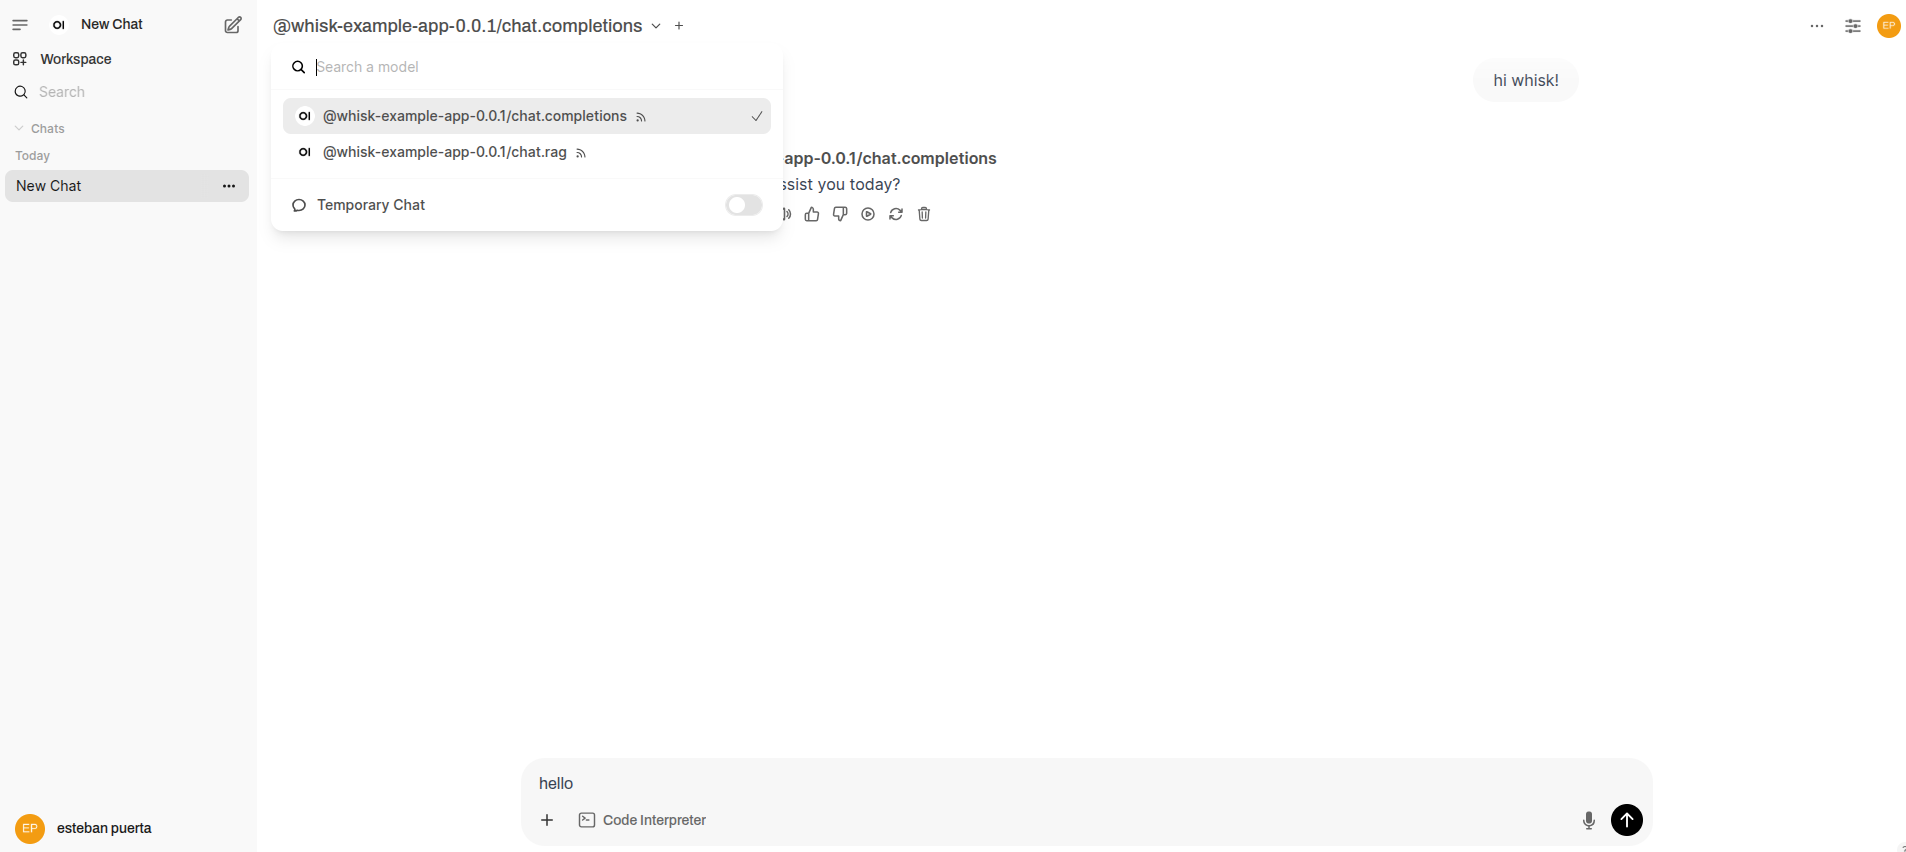 OI New Chat
Workspace
Search
Chats
Today
New Chat
@whisk-example-app-0.0.1/chat.completions
Search a model
OI @whisk-example-app-0.0.1/chat.completions
OI @whisk-example-app-0.0.1/chat.rag
Temporary Chat
EP
hi whisk!
app-0.0.1/chat.completions
you today?
hello
Code Interpreter
EP esteban puerta